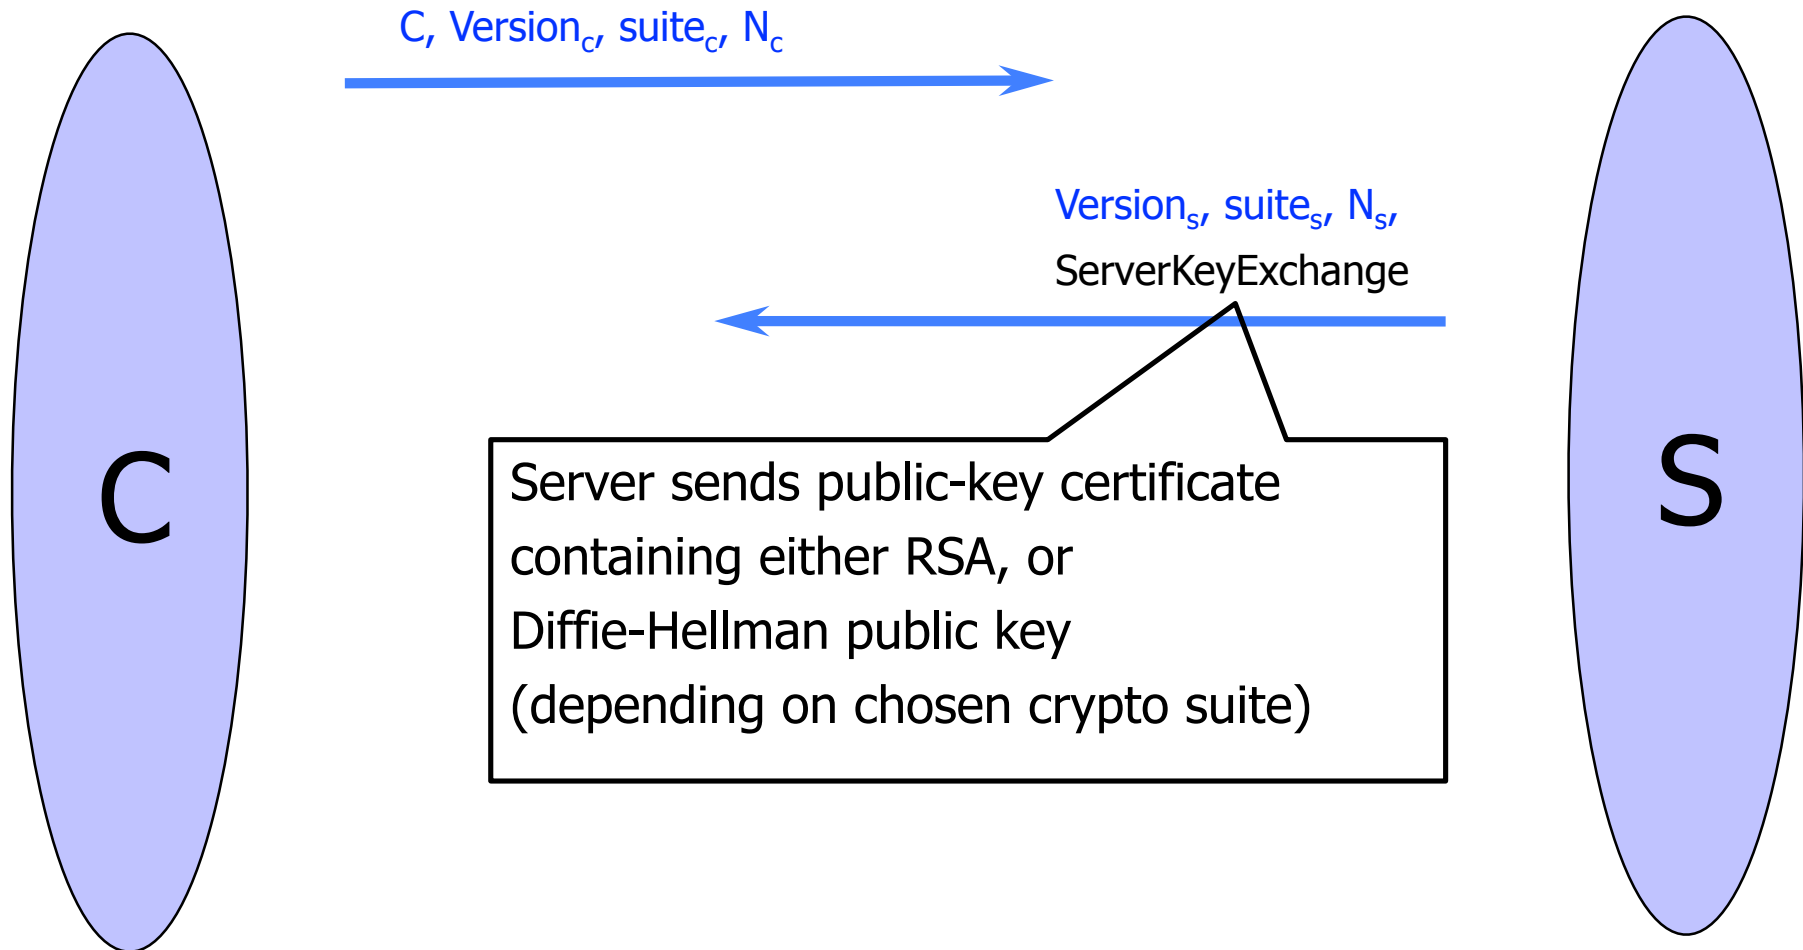 C, Versionc, suitec, Nc
Versions, suites, Ns,
ServerKeyExchange
Server sends public-key certificate
containing either RSA, or
Diffie-Hellman public key
(depending on chosen crypto suite)
C
S